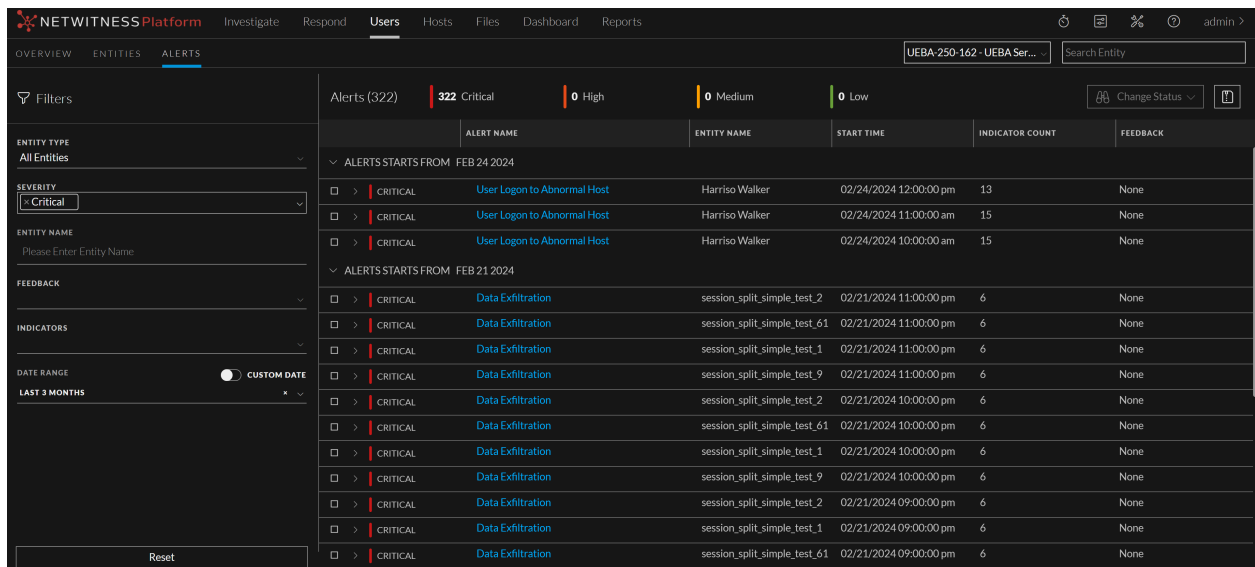 NETWITNESS Platform Investigate Respond Users Hosts Files Dashboard Reports admin >
OVERVIEW ENTITIES ALERTS UEBA-250-162 - UEBA Ser... Search Entity
Filters
ENTITY TYPE
All Entities
SEVERITY
× Critical
ENTITY NAME
Please Enter Entity Name
FEEDBACK
INDICATORS
DATE RANGE CUSTOM DATE
LAST 3 MONTHS ×
Reset
Alerts (322) 322 Critical 0 High 0 Medium 0 Low Change Status
ALERT NAME ENTITY NAME START TIME INDICATOR COUNT FEEDBACK
ALERTS STARTS FROM FEB 24 2024
CRITICAL User Logon to Abnormal Host Harriso Walker 02/24/2024 12:00:00 pm 13 None
CRITICAL User Logon to Abnormal Host Harriso Walker 02/24/2024 11:00:00 am 15 None
CRITICAL User Logon to Abnormal Host Harriso Walker 02/24/2024 10:00:00 am 15 None
ALERTS STARTS FROM FEB 21 2024
CRITICAL Data Exfiltration session_split_simple_test_2 02/21/2024 11:00:00 pm 6 None
CRITICAL Data Exfiltration session_split_simple_test_61 02/21/2024 11:00:00 pm 6 None
CRITICAL Data Exfiltration session_split_simple_test_1 02/21/2024 11:00:00 pm 6 None
CRITICAL Data Exfiltration session_split_simple_test_9 02/21/2024 11:00:00 pm 6 None
CRITICAL Data Exfiltration session_split_simple_test_2 02/21/2024 10:00:00 pm 6 None
CRITICAL Data Exfiltration session_split_simple_test_61 02/21/2024 10:00:00 pm 6 None
CRITICAL Data Exfiltration session_split_simple_test_1 02/21/2024 10:00:00 pm 6 None
CRITICAL Data Exfiltration session_split_simple_test_9 02/21/2024 10:00:00 pm 6 None
CRITICAL Data Exfiltration session_split_simple_test_2 02/21/2024 09:00:00 pm 6 None
CRITICAL Data Exfiltration session_split_simple_test_1 02/21/2024 09:00:00 pm 6 None
CRITICAL Data Exfiltration session_split_simple_test_61 02/21/2024 09:00:00 pm 6 None